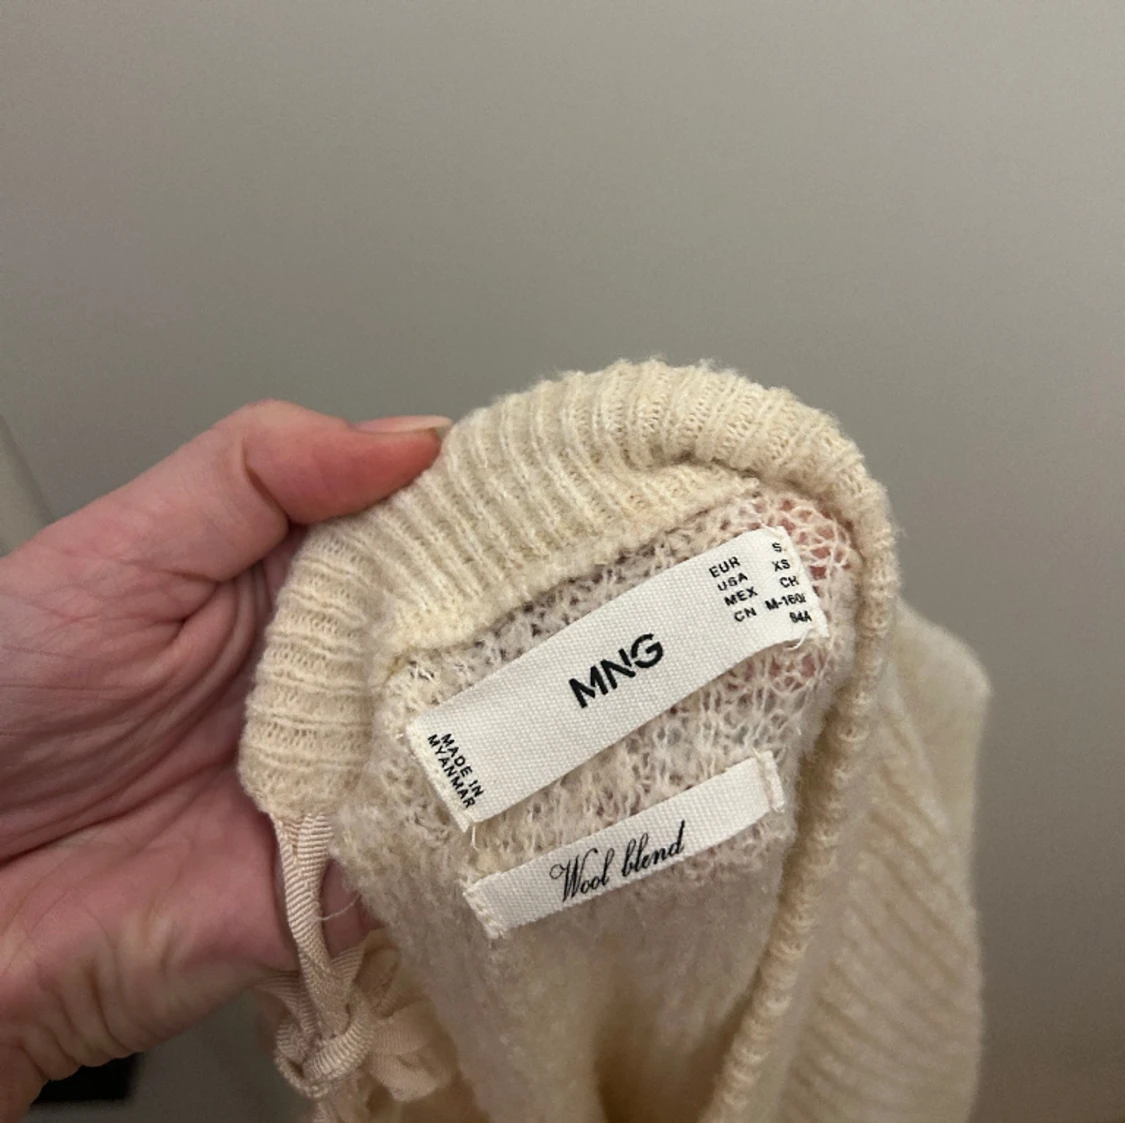 EUR S
USA XS
MEX CH
CN M-160/
84A
MNG
MADE IN
MYANMAR
Wool blend